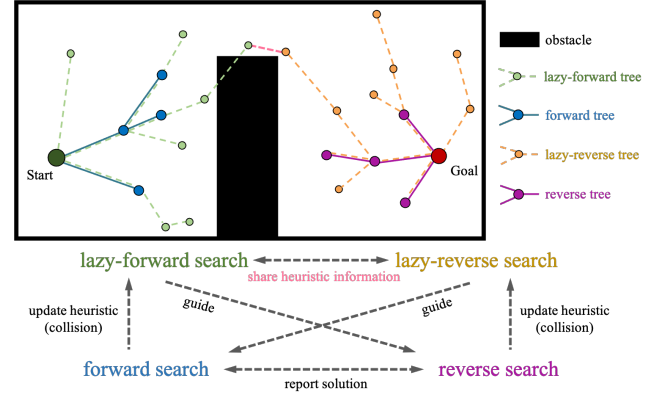 obstacle
lazy-forward tree
forward tree
lazy-reverse tree
reverse tree
Start
Goal
lazy-forward search
lazy-reverse search
share heuristic information
update heuristic
(collision)
guide
guide
update heuristic
(collision)
forward search
reverse search
report solution